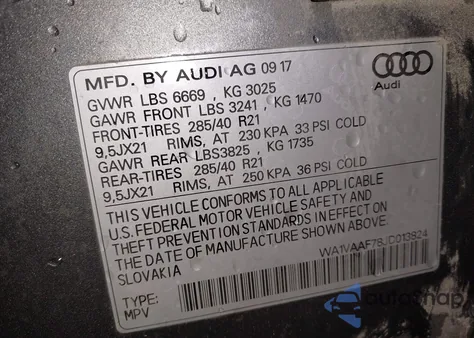 MFD. BY AUDI AG 09 17
GVWR LBS 6669 , KG 3025
GAWR FRONT LBS 3241 , KG 1470
FRONT-TIRES 285/40 R21
9,5JX21 RIMS, AT 230 KPA 33 PSI COLD
GAWR REAR LBS3825 , KG 1735
REAR-TIRES 285/40 R21
9,5JX21 RIMS, AT 250 KPA 36 PSI COLD
THIS VEHICLE CONFORMS TO ALL APPLICABLE
U.S. FEDERAL MOTOR VEHICLE SAFETY AND
THEFT PREVENTION STANDARDS IN EFFECT ON
THE DATE OF MANUFACTURE SHOWN ABOVE.
SLOVAKIA
WA1VAAF78JD013824
TYPE:
MPV
Audi
autosnap